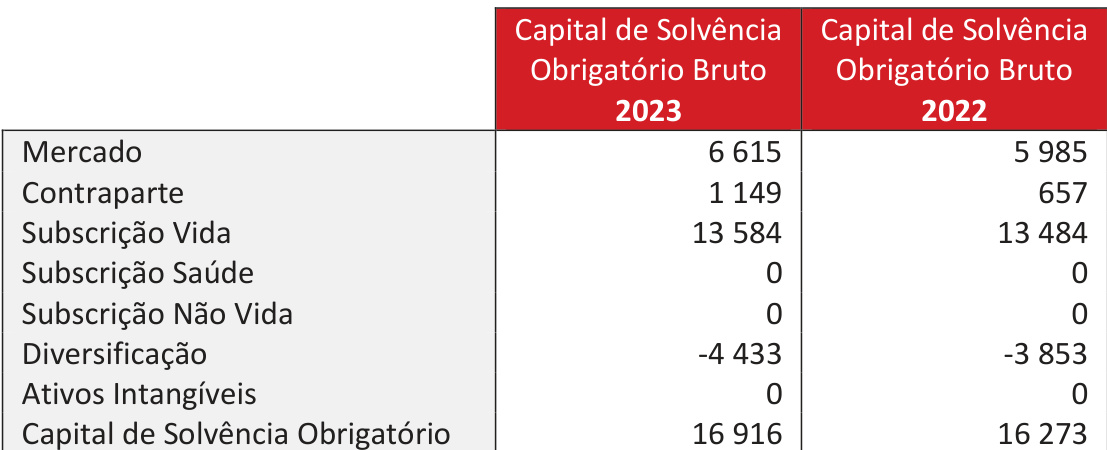 Capital de Solvência Capital de Solvência
Obrigatório Bruto Obrigatório Bruto
2023 2022
Mercado 6 615 5 985
Contraparte 1 149 657
Subscrição Vida 13 584 13 484
Subscrição Saúde 0 0
Subscrição Não Vida 0 0
Diversificação -4 433 -3 853
Ativos Intangíveis 0 0
Capital de Solvência Obrigatório 16 916 16 273